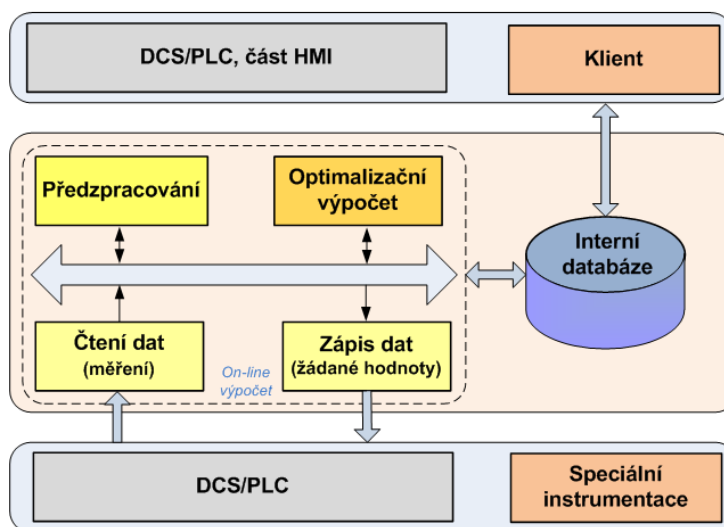 DCS/PLC, část HMI
Klient
Předzpracování
Optimalizační
výpočet
Interní
databáze
Čtení dat
(měření)
Zápis dat
(žádané hodnoty)
On-line
výpočet
DCS/PLC
Speciální
instrumentace